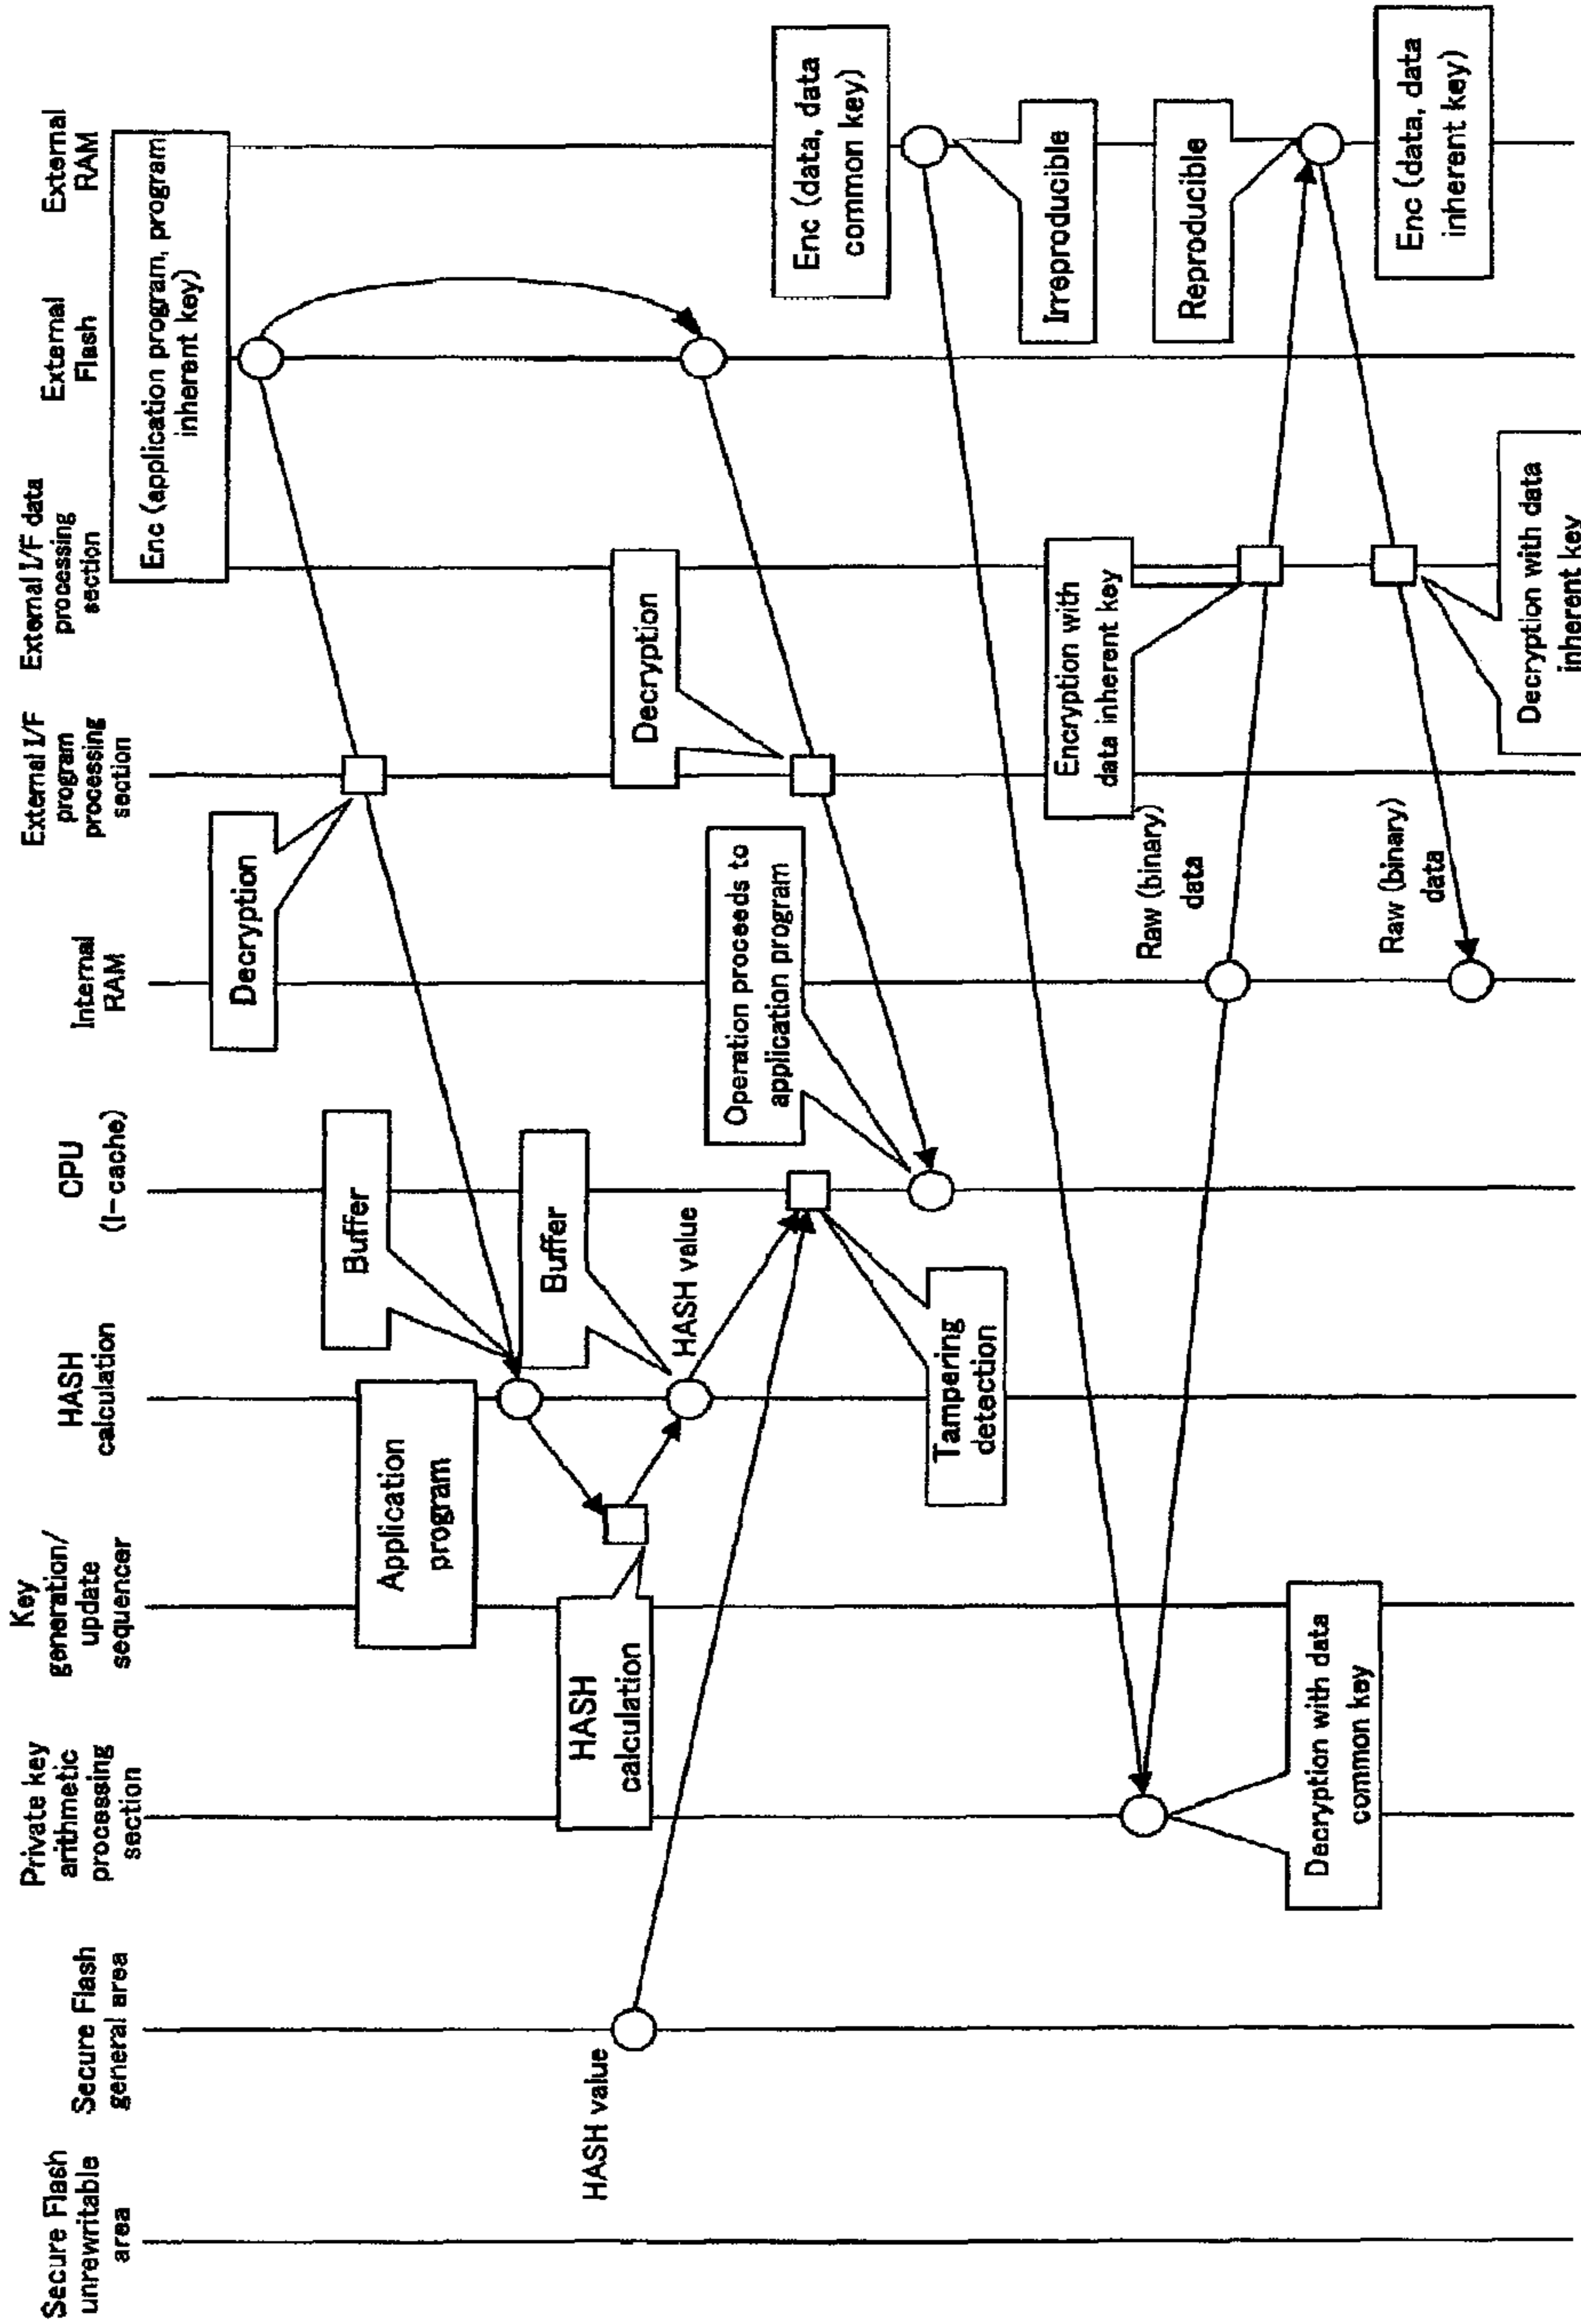 Secure Flash
unrewritable
area
Secure Flash
general area
Private key
arithmetic
processing
section
Key
generation/
update
sequencer
HASH
calculation
CPU
(I-cache)
Internal
RAM
External I/F
program
processing
section
External I/F data
processing
section
External
Flash
External
RAM
Enc (application program, program
inherent key)
Decryption
Buffer
Application
program
Buffer
HASH
calculation
HASH value
HASH value
Decryption
Operation proceeds to
application program
Tampering
detection
Enc (data, data
common key)
Irreproducible
Reproducible
Encryption with
data inherent key
Raw (binary)
data
Decryption with data
common key
Enc (data, data
inherent key)
Raw (binary)
data
Decryption with data
inherent key